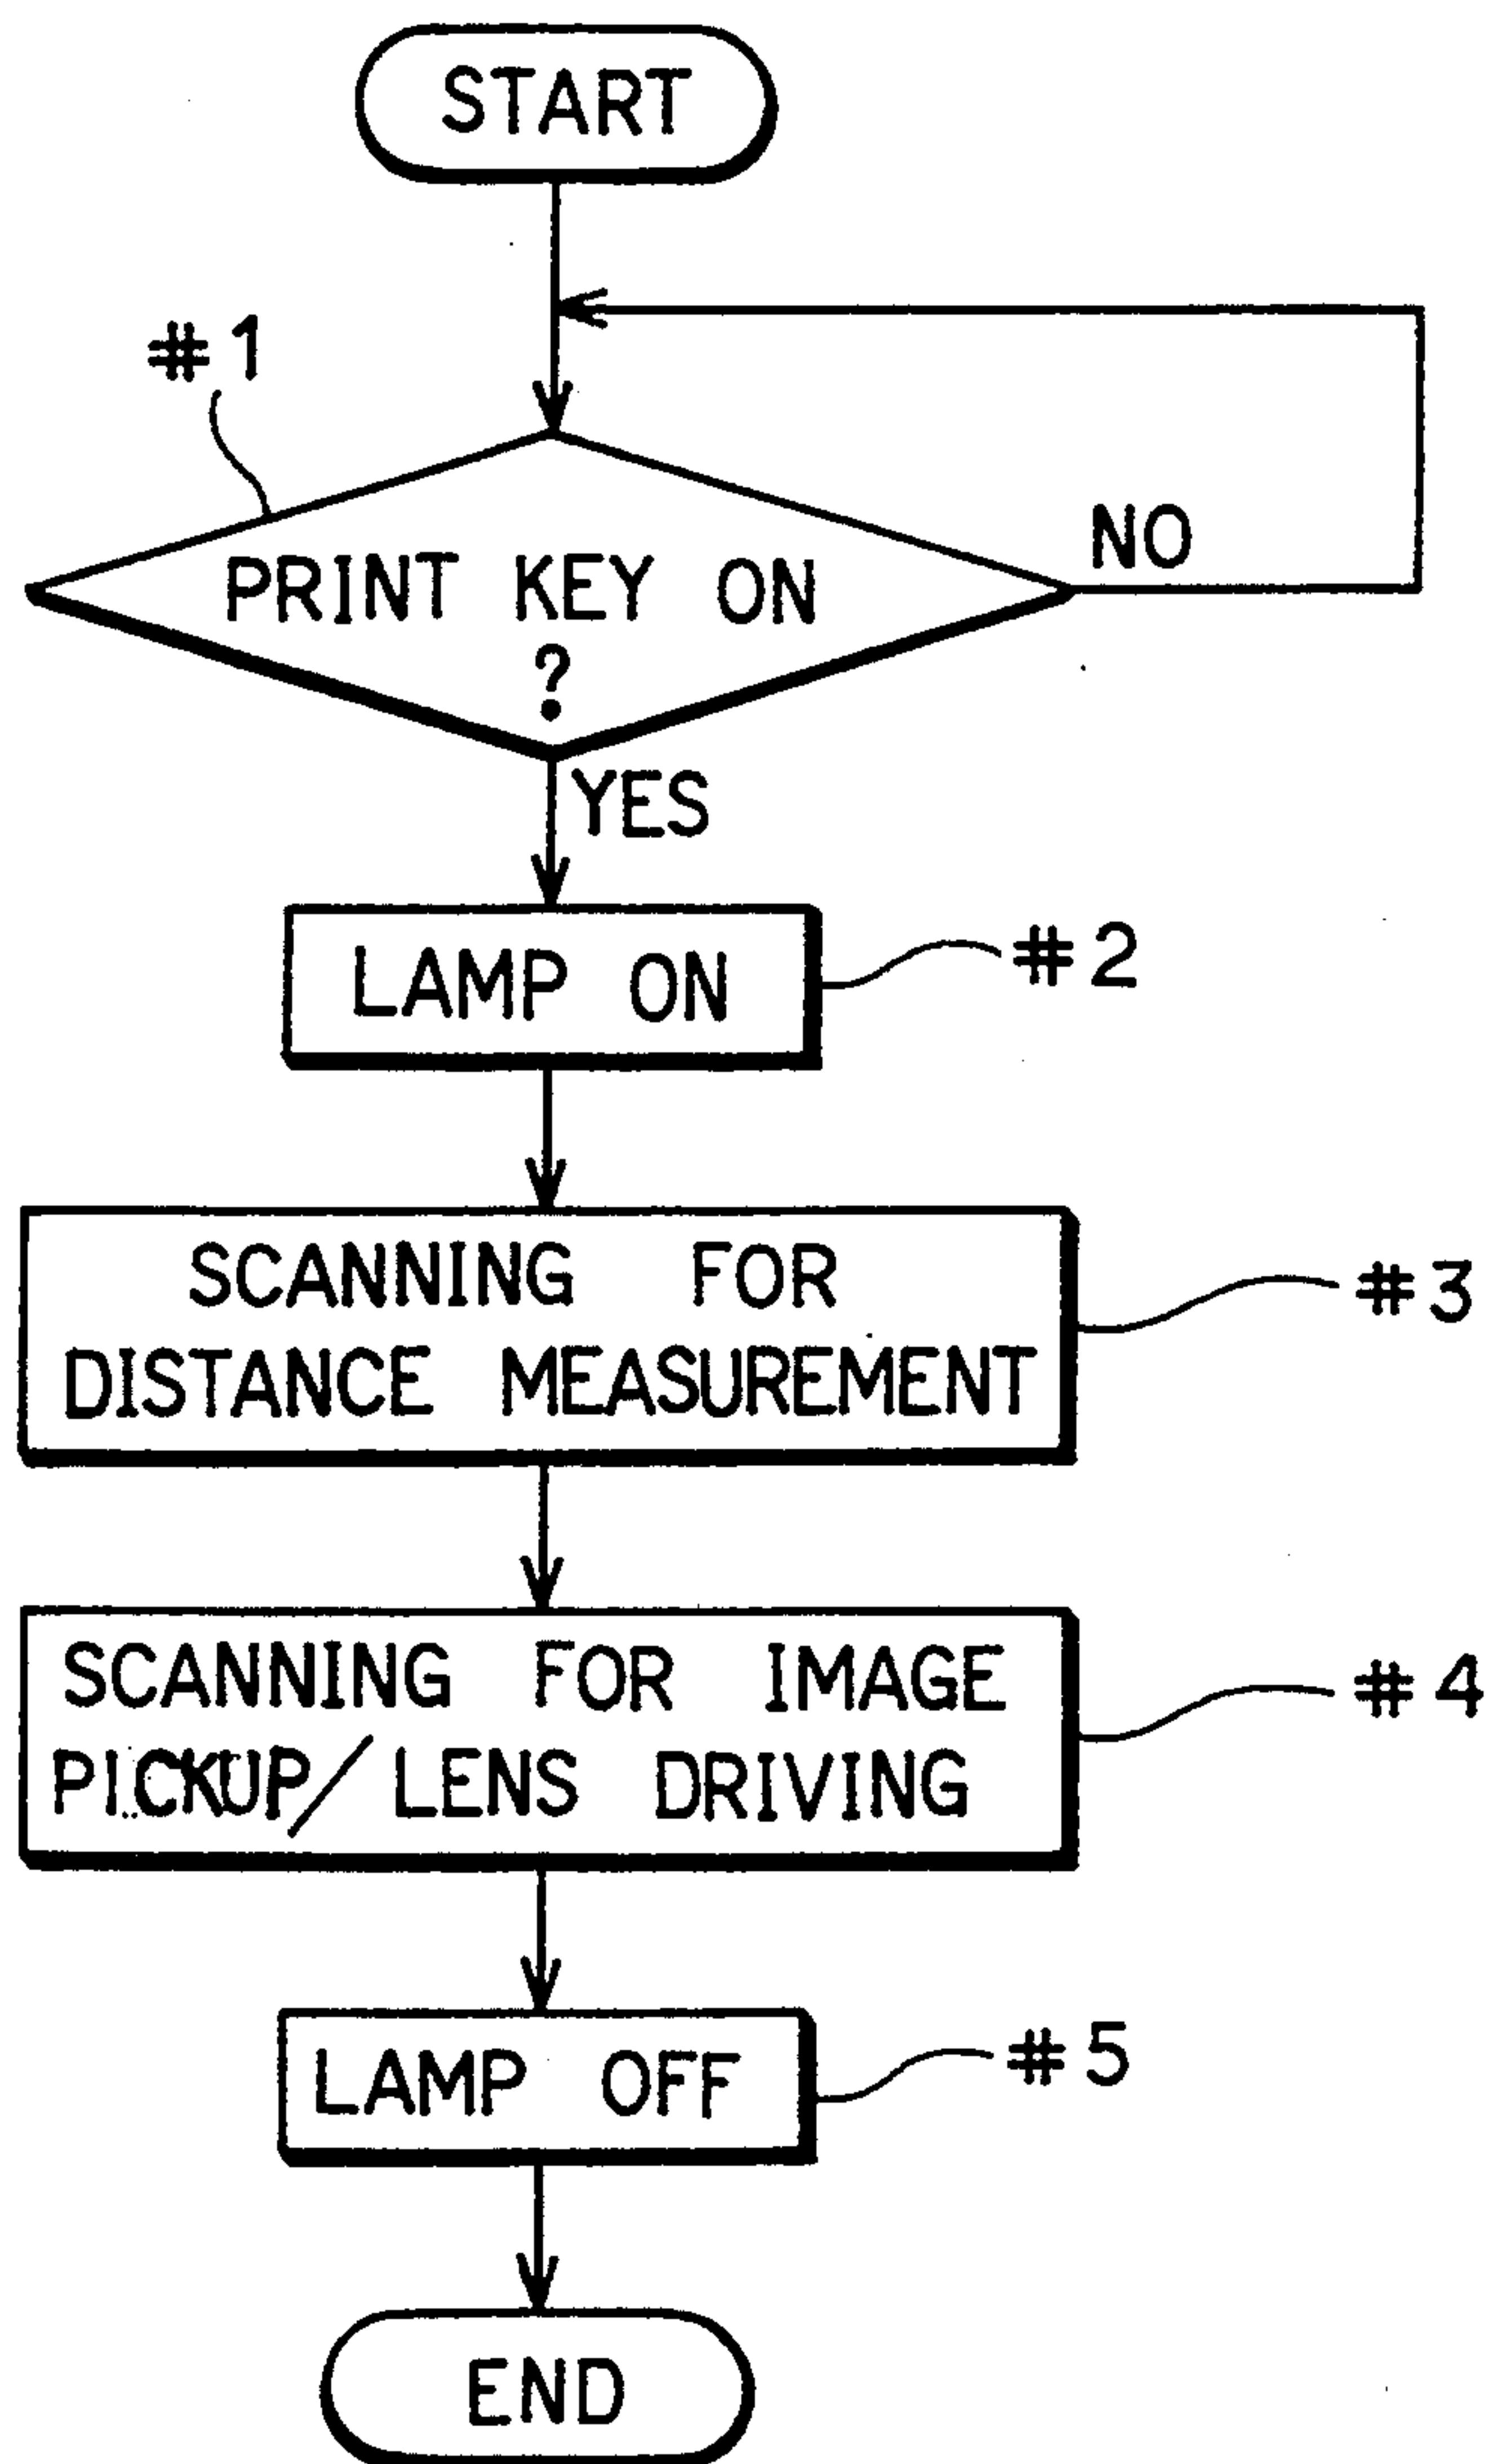 START
#1
PRINT KEY ON
?
NO
YES
LAMP ON
#2
SCANNING FOR
DISTANCE MEASUREMENT
#3
SCANNING FOR IMAGE
PICKUP/LENS DRIVING
#4
LAMP OFF
#5
END